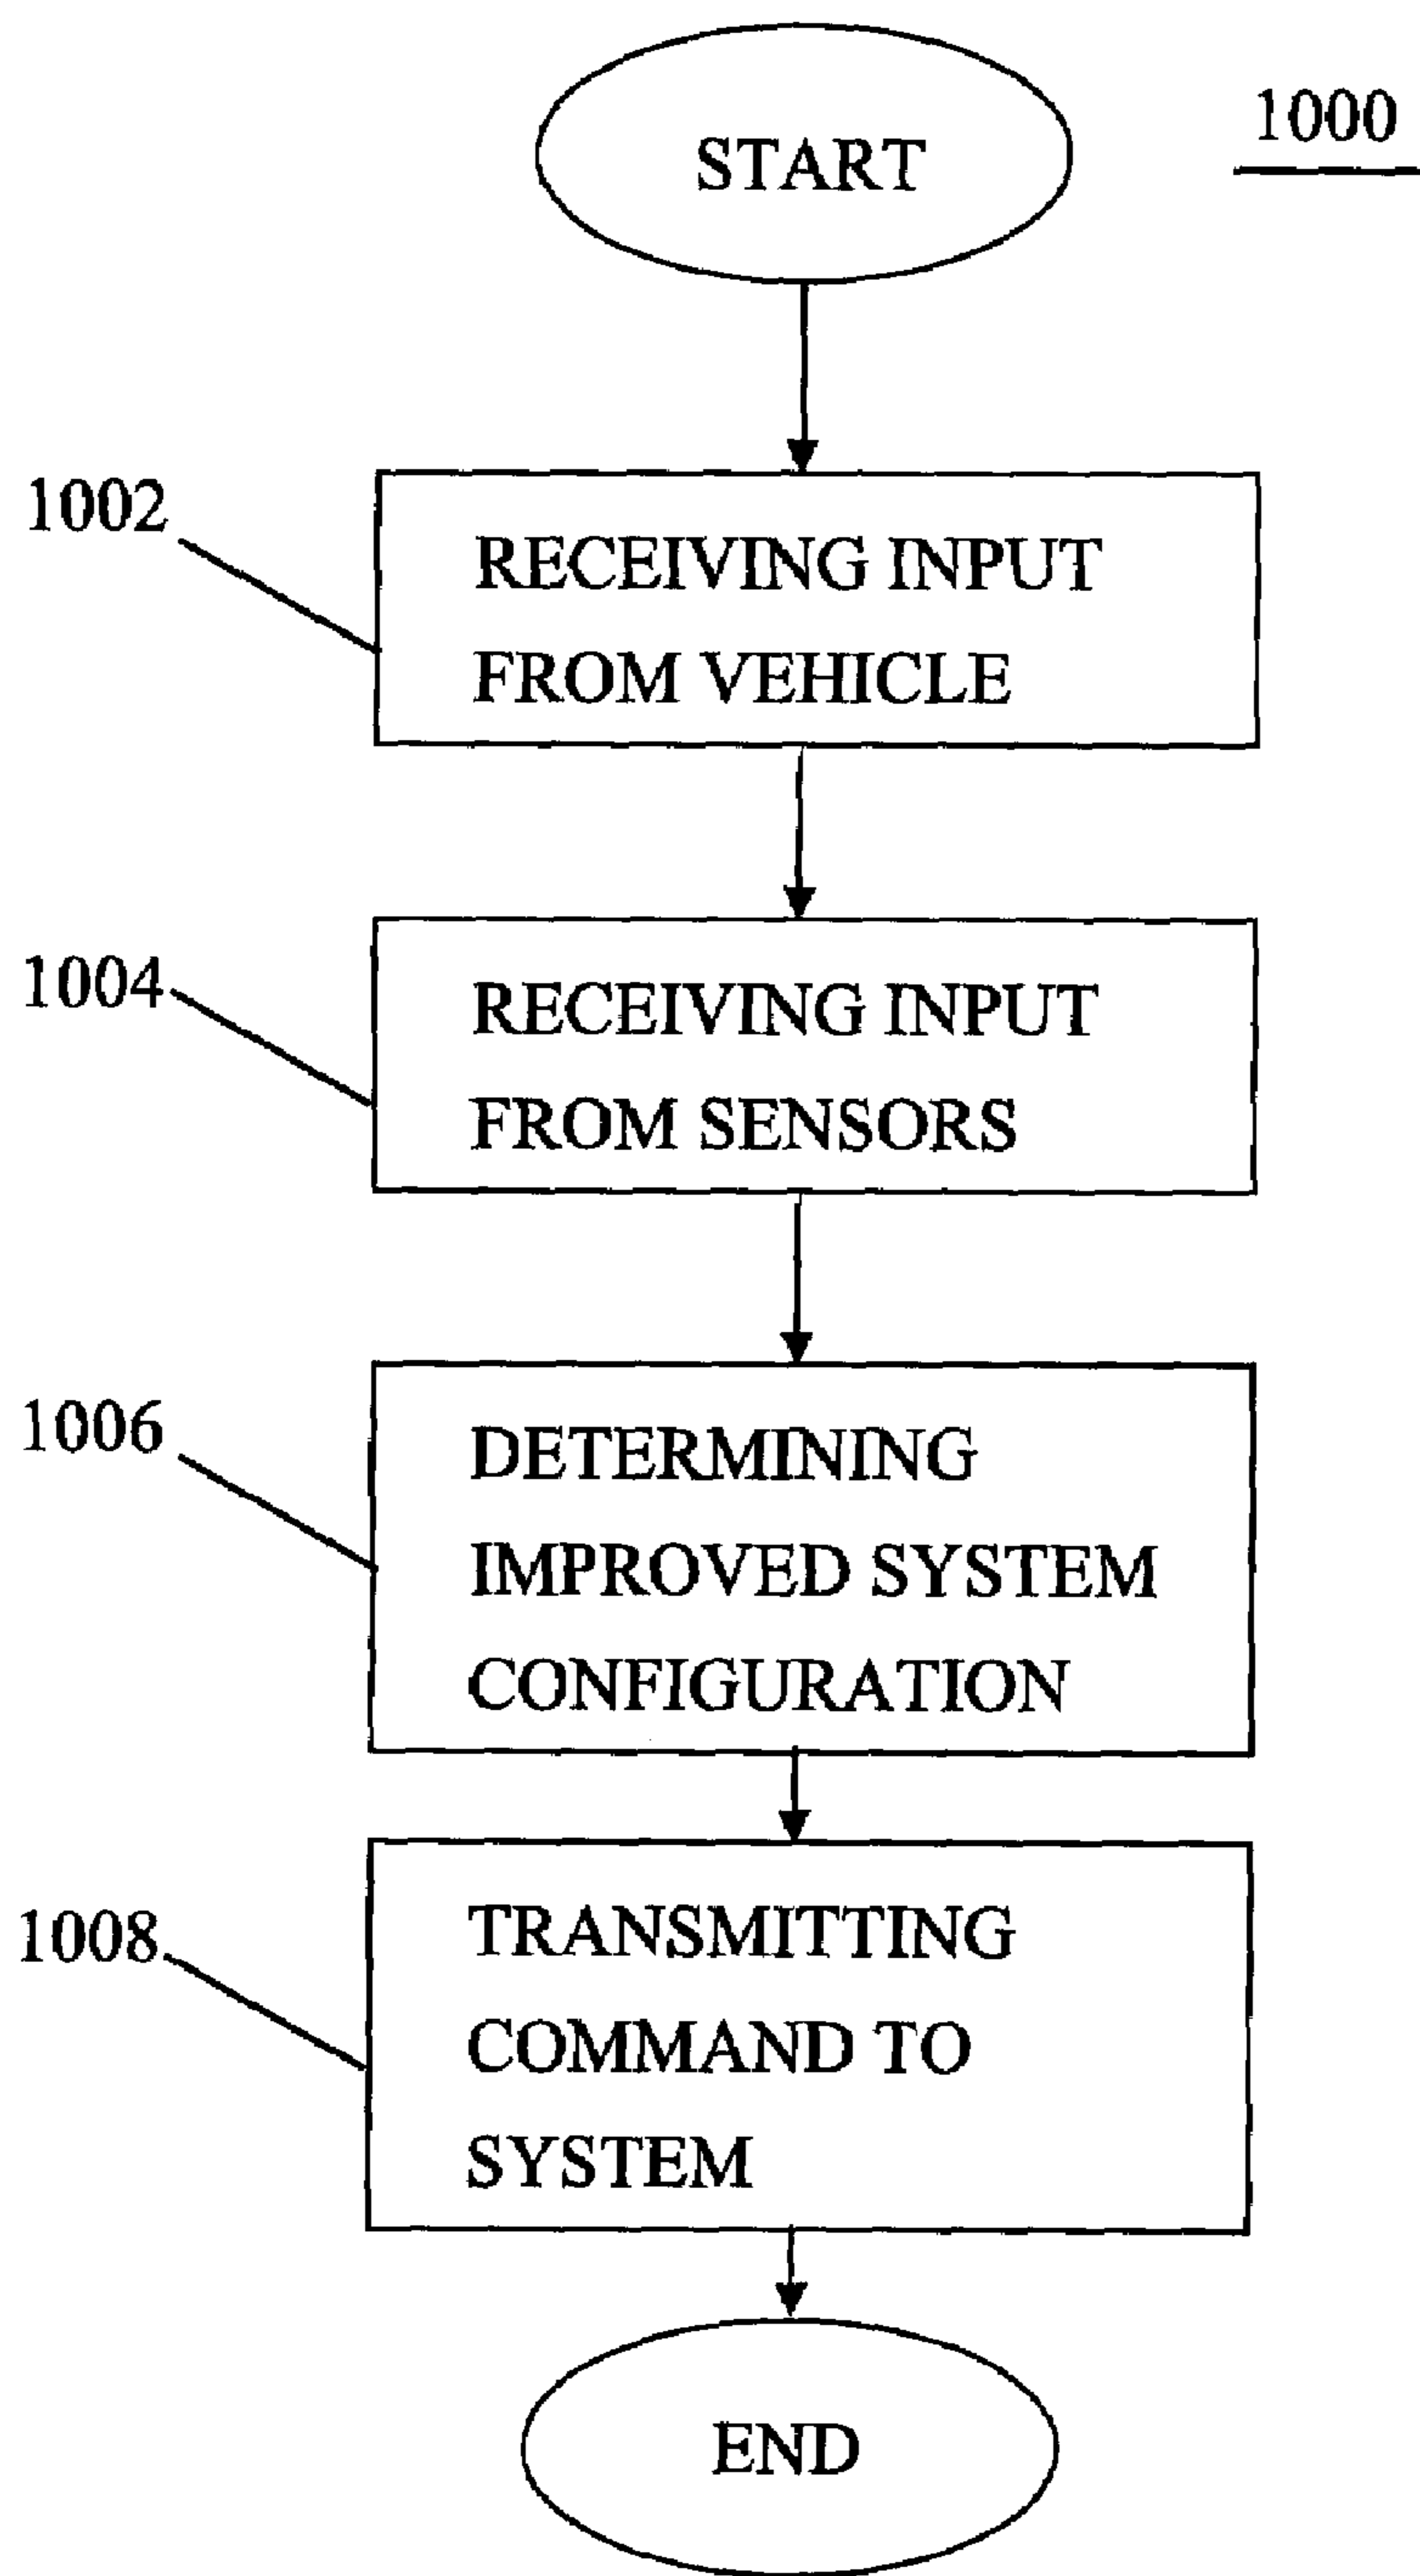 START
1000
1002
RECEIVING INPUT
FROM VEHICLE
1004
RECEIVING INPUT
FROM SENSORS
1006
DETERMINING
IMPROVED SYSTEM
CONFIGURATION
1008
TRANSMITTING
COMMAND TO
SYSTEM
END